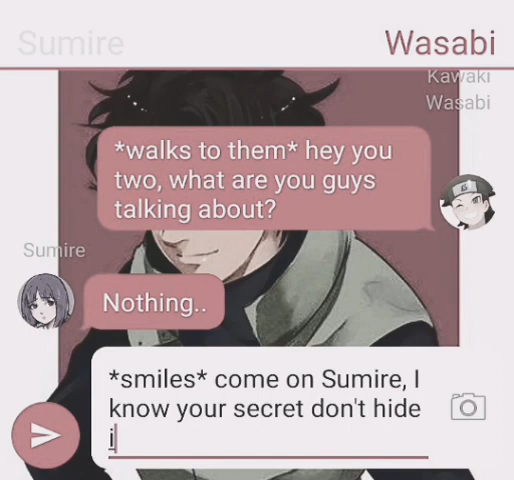 Sumire Wasabi
Kawaki
Wasabi
*walks to them* hey you
two, what are you guys
talking about?
Sumire
Nothing..
*smiles* come on Sumire, I
know your secret don't hide
i